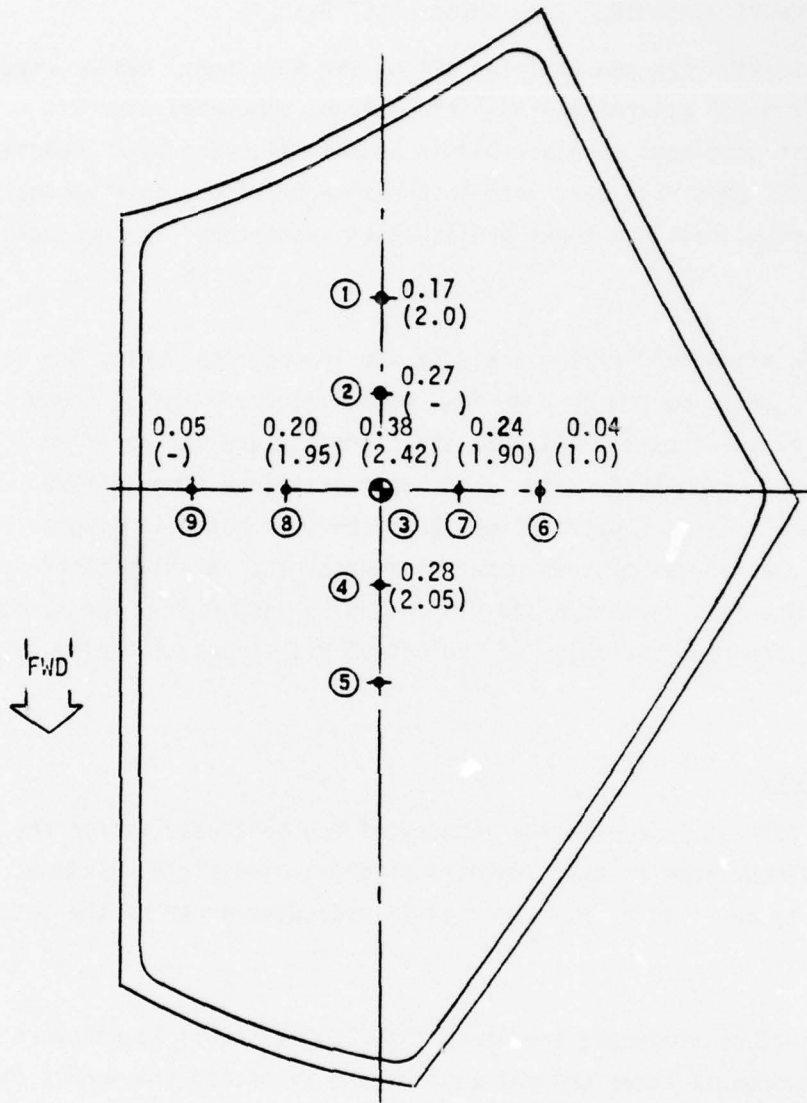 ① 0.17
(2.0)
② 0.27
( - )
0.05 0.20 0.38 0.24 0.04
(-) (1.95) (2.42) (1.90) (1.0)
⑨ ⑧ ③ ⑦ ⑥
④ 0.28
(2.05)
⑤
FWD